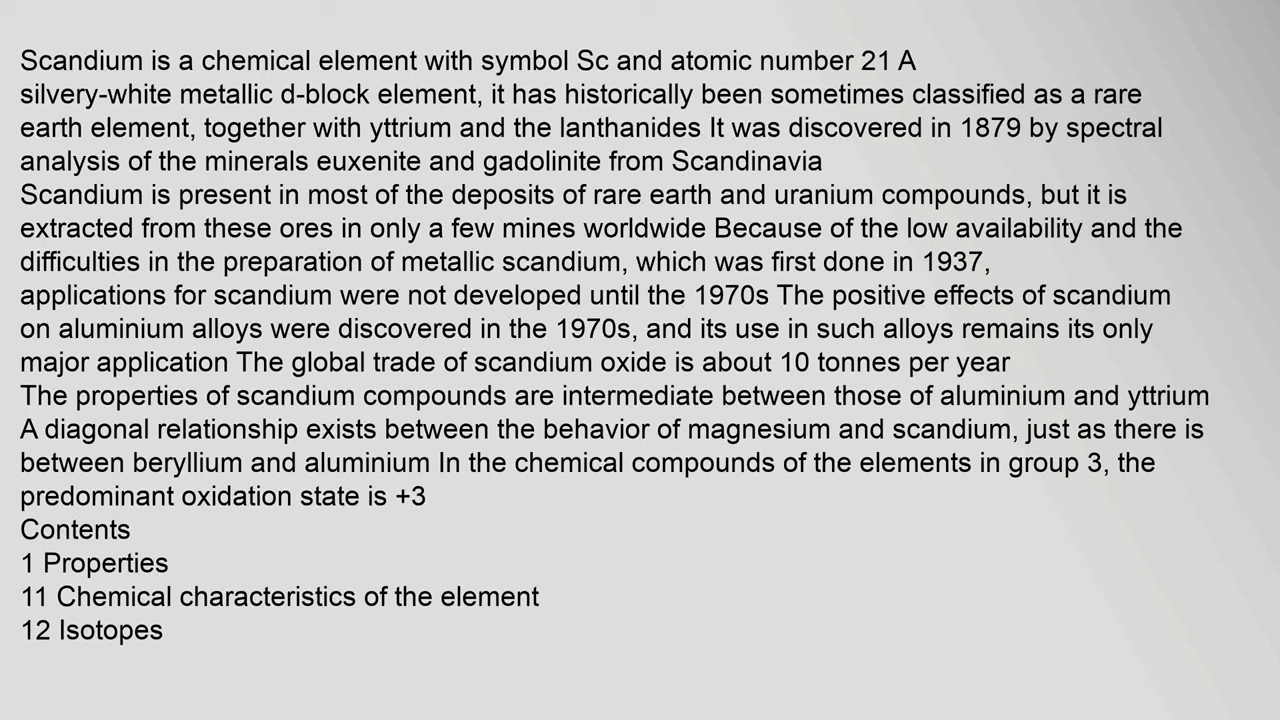 Scandium is a chemical element with symbol Sc and atomic number 21 A
silvery-white metallic d-block element, it has historically been sometimes classified as a rare
earth element, together with yttrium and the lanthanides It was discovered in 1879 by spectral
analysis of the minerals euxenite and gadolinite from Scandinavia
Scandium is present in most of the deposits of rare earth and uranium compounds, but it is
extracted from these ores in only a few mines worldwide Because of the low availability and the
difficulties in the preparation of metallic scandium, which was first done in 1937,
applications for scandium were not developed until the 1970s The positive effects of scandium
on aluminium alloys were discovered in the 1970s, and its use in such alloys remains its only
major application The global trade of scandium oxide is about 10 tonnes per year
The properties of scandium compounds are intermediate between those of aluminium and yttrium
A diagonal relationship exists between the behavior of magnesium and scandium, just as there is
between beryllium and aluminium In the chemical compounds of the elements in group 3, the
predominant oxidation state is +3
Contents
1 Properties
11 Chemical characteristics of the element
12 Isotopes